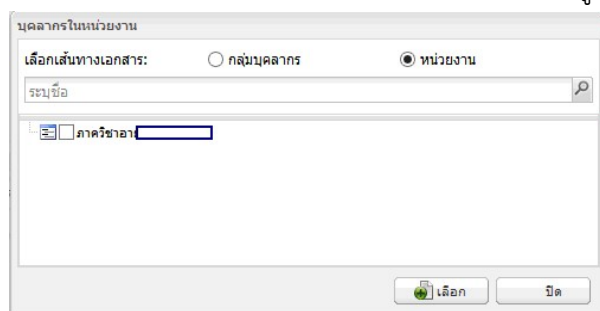 บุคลากรในหน่วยงาน
เลือกเส้นทางเอกสาร: กลุ่มบุคลากร หน่วยงาน
ระบุชื่อ
ภาควิชาอา
เลือก ปิด